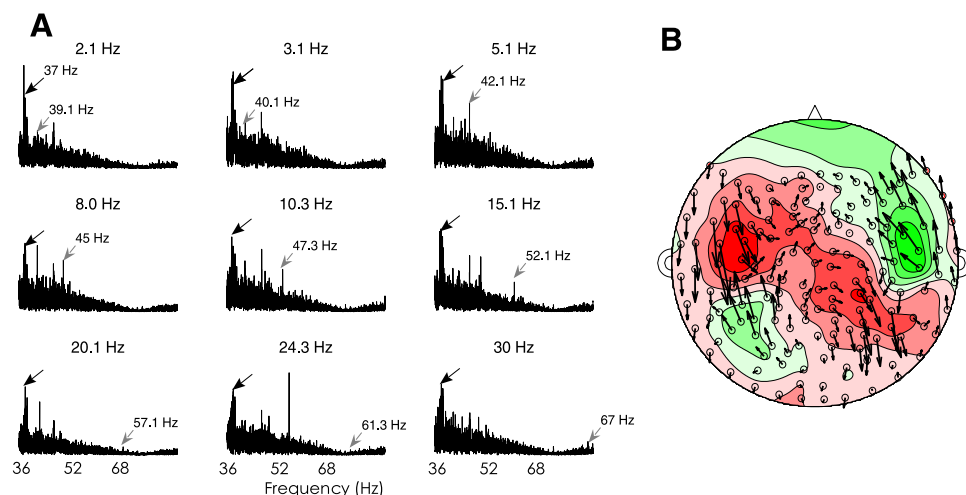 A
B
2.1 Hz
3.1 Hz
5.1 Hz
37 Hz
39.1 Hz
40.1 Hz
42.1 Hz
8.0 Hz
10.3 Hz
15.1 Hz
45 Hz
47.3 Hz
52.1 Hz
20.1 Hz
24.3 Hz
30 Hz
57.1 Hz
61.3 Hz
67 Hz
36 52 68
36 52 68
36 52 68
Frequency (Hz)